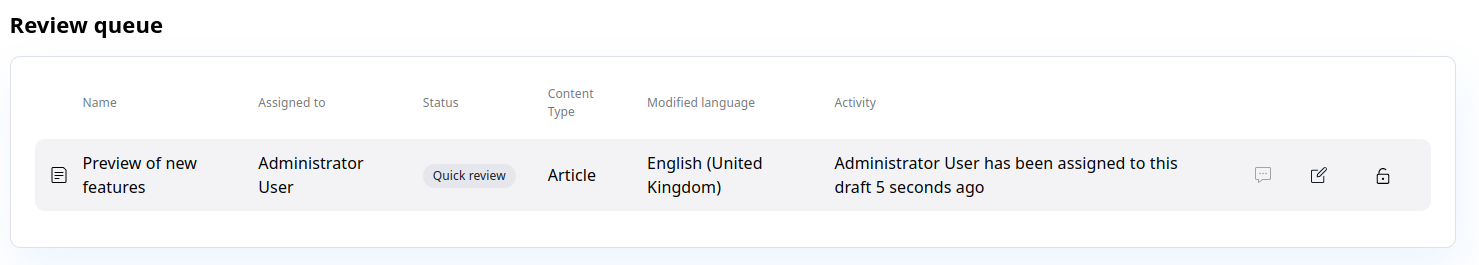 Review queue
Name Assigned to Status Content Type Modified language Activity
Preview of new features Administrator User Quick review Article English (United Kingdom) Administrator User has been assigned to this draft 5 seconds ago